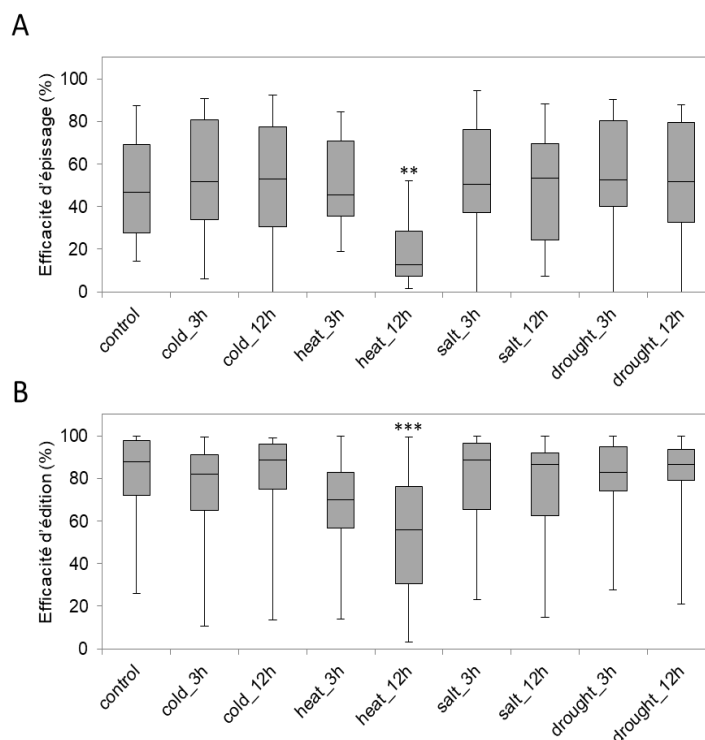 A
Efficacité d'épissage (%)
100
80
60
40
20
0
**
control
cold_3h
cold_12h
heat_3h
heat_12h
salt_3h
salt_12h
drought_3h
drought_12h
B
Efficacité d'édition (%)
100
80
60
40
20
0
***
control
cold_3h
cold_12h
heat_3h
heat_12h
salt_3h
salt_12h
drought_3h
drought_12h